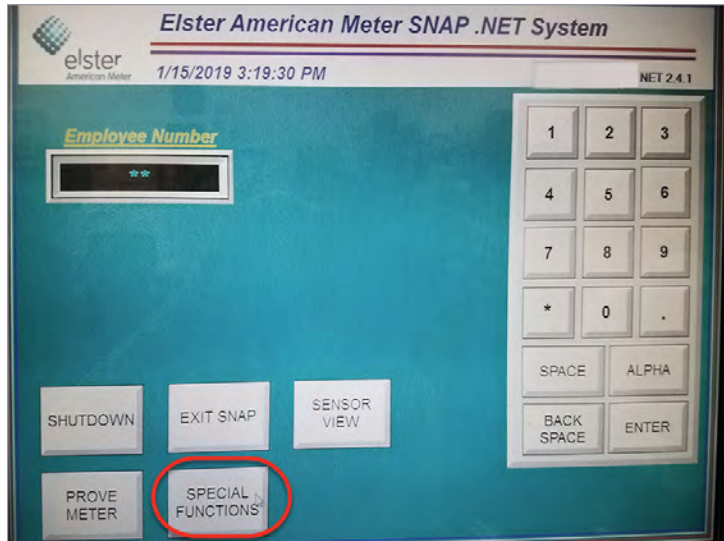 Elster American Meter SNAP .NET System
elster
American Meter
1/15/2019 3:19:30 PM
NET 2.4.1
Employee Number
**
1 2 3
4 5 6
7 8 9
* 0 .
SPACE ALPHA
BACK SPACE ENTER
SHUTDOWN
EXIT SNAP
SENSOR VIEW
PROVE METER
SPECIAL FUNCTIONS